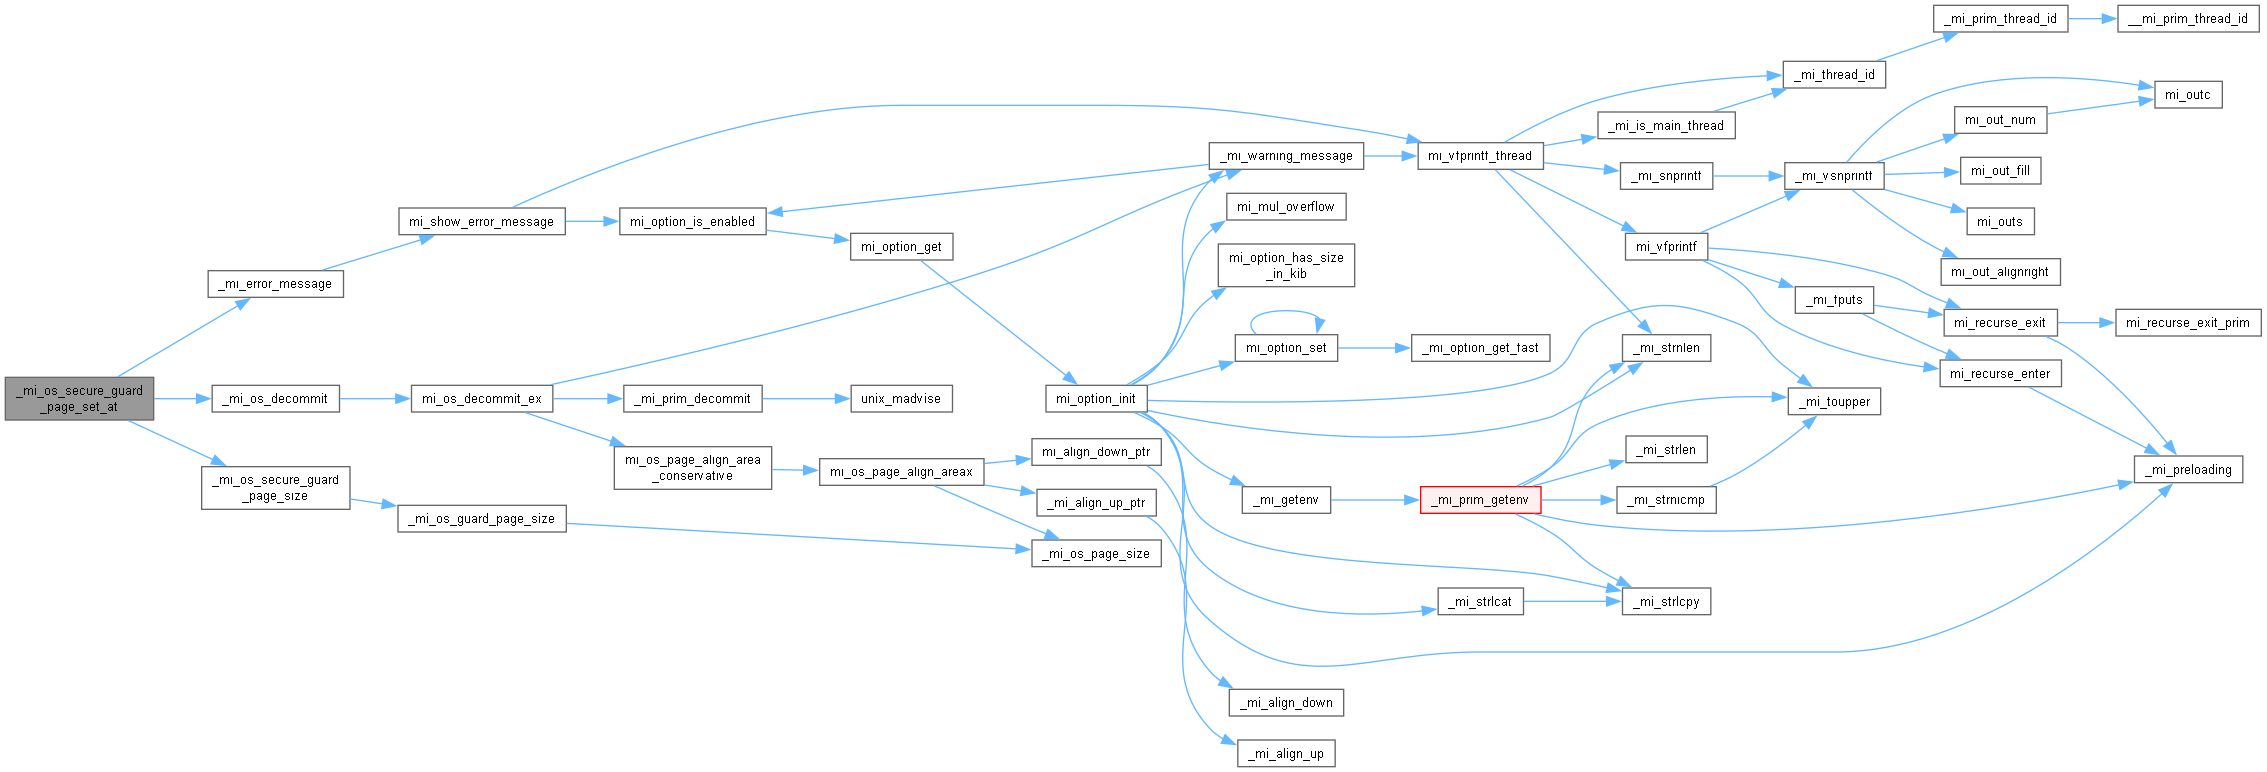 _mi_os_secure_guard
_page_set_at
_mi_error_message
_mi_os_decommit
_mi_os_secure_guard
_page_size
mi_show_error_message
mi_os_decommit_ex
_mi_os_guard_page_size
mi_option_is_enabled
_mi_prim_decommit
mi_os_page_align_area
_conservative
mi_option_get
unix_madvise
mi_os_page_align_areax
mi_option_init
mi_align_down_ptr
_mi_align_up_ptr
_mi_os_page_size
_mi_warning_message
mi_mul_overflow
mi_option_has_size
_in_kib
mi_option_set
_mi_getenv
_mi_align_down
_mi_align_up
mi_vfprintf_thread
_mi_option_get_fast
_mi_prim_getenv
_mi_strlcat
_mi_is_main_thread
_mi_snprintf
mi_vfprintf
_mi_strnlen
_mi_strlen
_mi_strnicmp
_mi_strlcpy
_mi_thread_id
_mi_vsnprintf
_mi_fputs
_mi_toupper
_mi_prim_thread_id
mi_out_num
mi_out_fill
mi_outs
mi_out_alignright
mi_recurse_exit
mi_recurse_enter
__mi_prim_thread_id
mi_outc
mi_recurse_exit_prim
_mi_preloading